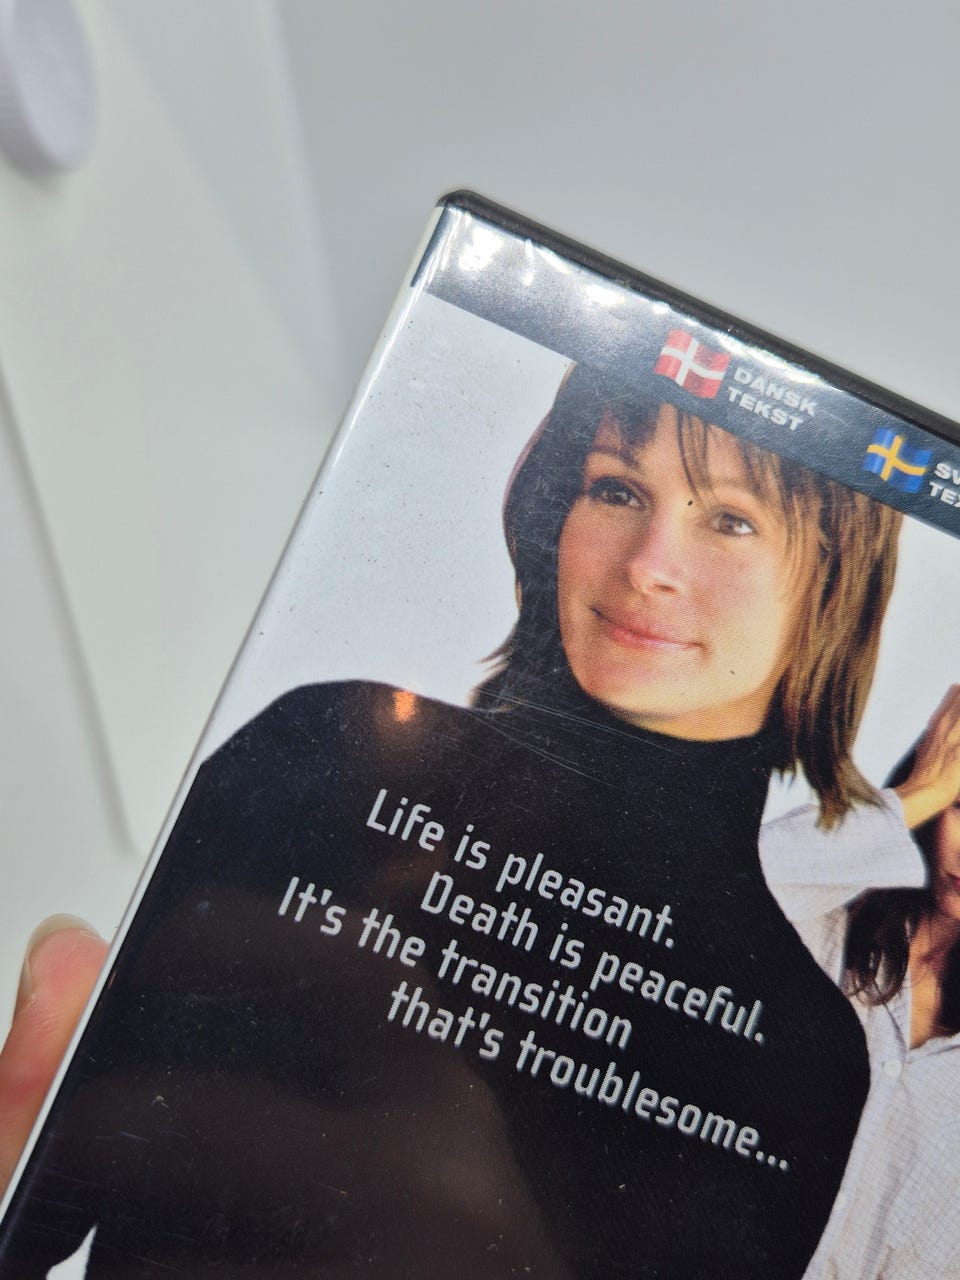 DANSK
TEKST
Life is pleasant.
Death is peaceful.
It's the transition
that's troublesome...